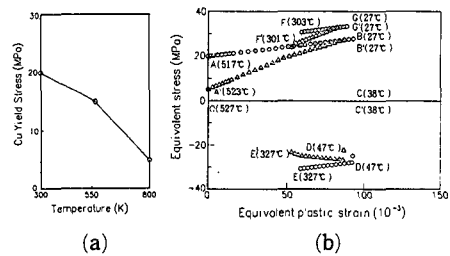 Cu Yield Stress (MPa)
30
20
10
0
300
550
800
Temperature (K)
(a)
Equivalent stress (MPa)
40
20
0
-20
-40
0
50
100
150
Equivalent plastic strain (10⁻³)
(b)
F(303℃)
F'(301℃)
G(27℃)
G'(27℃)
B(27℃)
B'(27℃)
A(517℃)
A'(523℃)
(527℃)
C(38℃)
C'(38℃)
E'(327℃)
D(47℃)
E(327℃)
D(47℃)